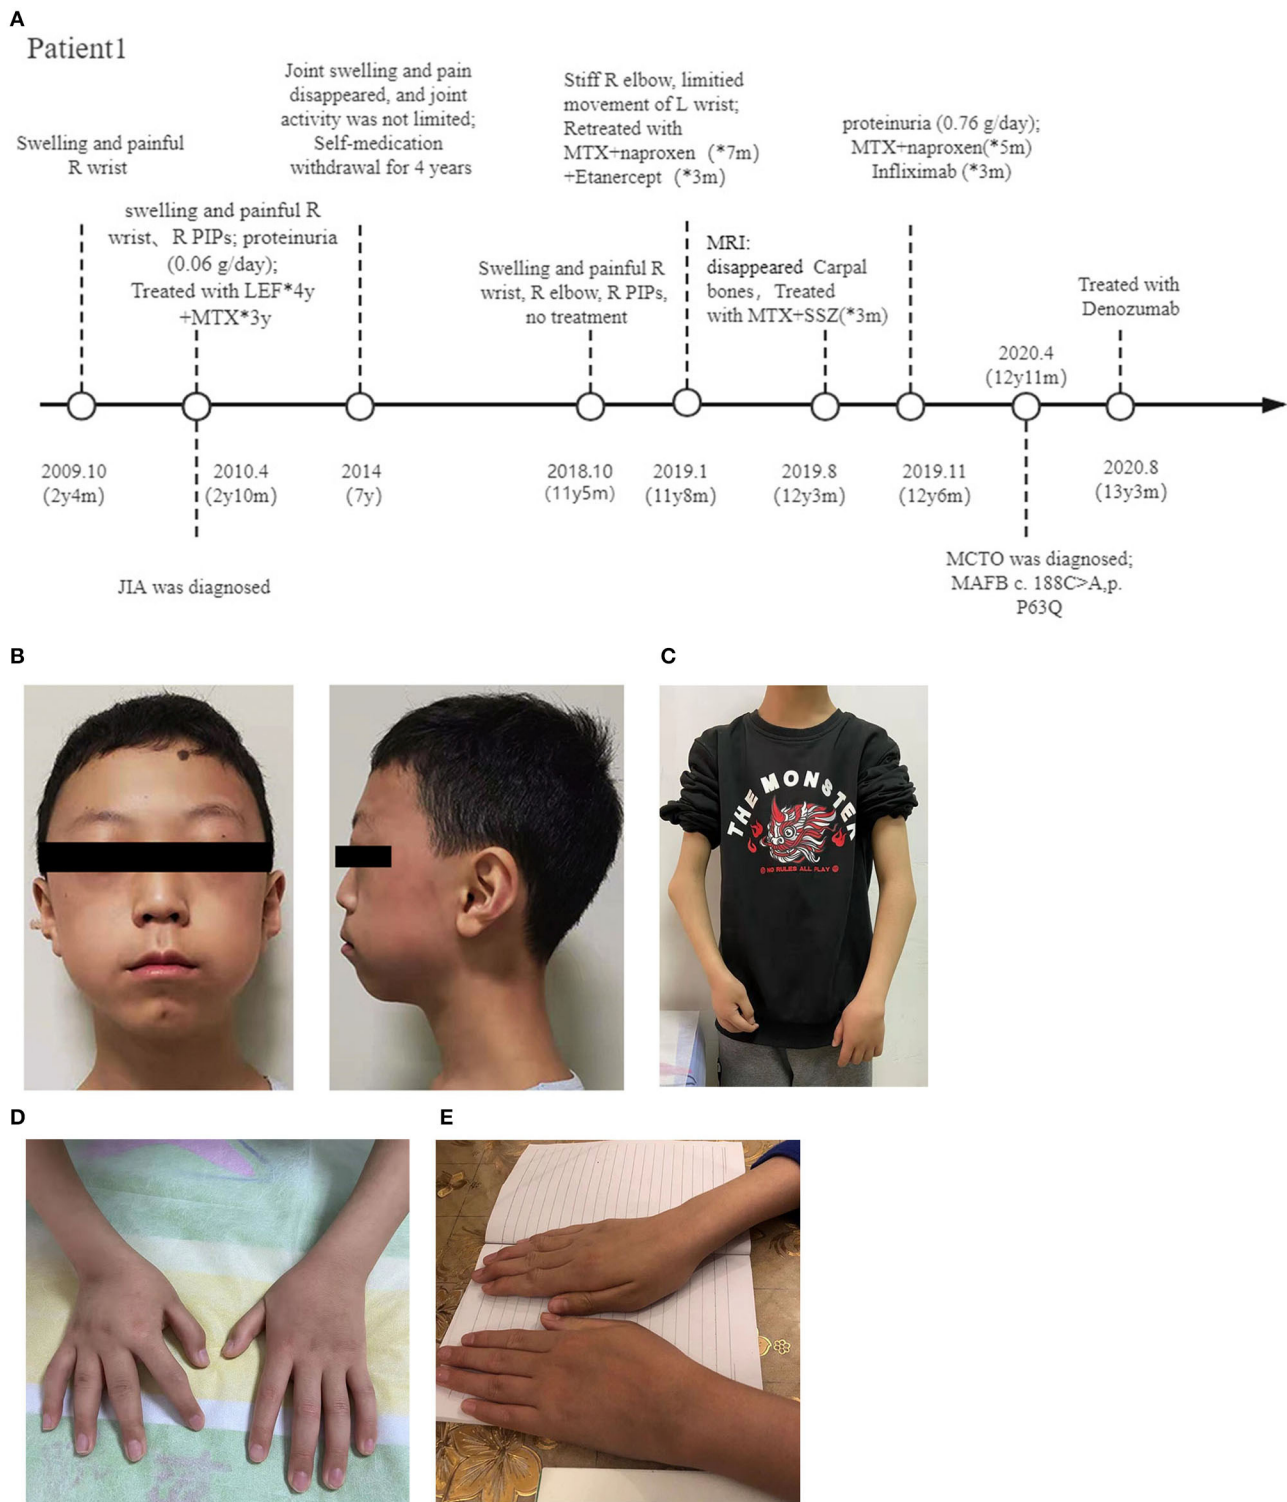 A
Patient1
Swelling and painful
R wrist
swelling and painful R
wrist、R PIPs; proteinuria
(0.06 g/day);
Treated with LEF*4y
+MTX*3y
Joint swelling and pain
disappeared, and joint
activity was not limited;
Self-medication
withdrawal for 4 years
Swelling and painful R
wrist, R elbow, R PIPs,
no treatment
Stiff R elbow, limitied
movement of L wrist;
Retreated with
MTX+naproxen (*7m)
+Etanercept (*3m)
MRI:
disappeared Carpal
bones, Treated
with MTX+SSZ(*3m)
proteinuria (0.76 g/day);
MTX+naproxen(*5m)
Infliximab (*3m)
2020.4
(12y11m)
Treated with
Denozumab
2009.10
(2y4m)
2010.4
(2y10m)
2014
(7y)
2018.10
(11y5m)
2019.1
(11y8m)
2019.8
(12y3m)
2019.11
(12y6m)
2020.8
(13y3m)
JIA was diagnosed
MCTO was diagnosed;
MAFB c. 188C>A,p.
P63Q
B
C
THE MONSTER
NO RULES ALL PLAY
D
E